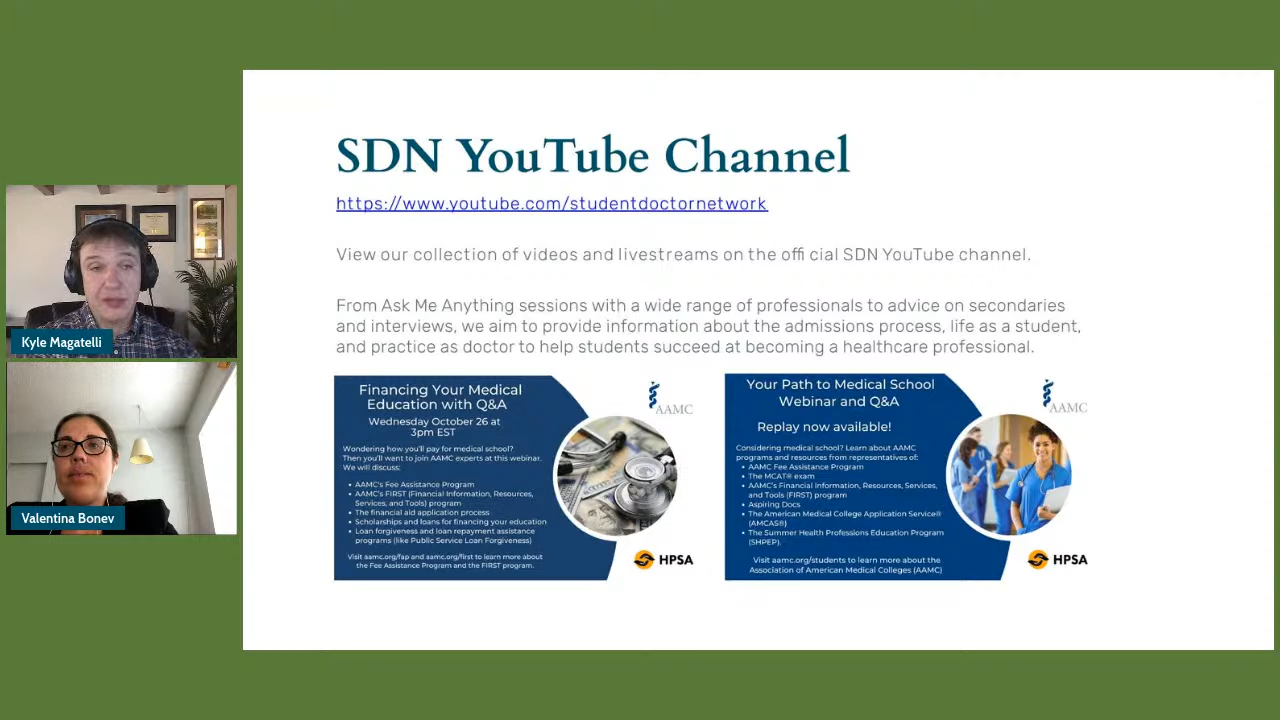 SDN YouTube Channel
https://www.youtube.com/studentdoctornetwork
View our collection of videos and livestreams on the offi cial SDN YouTube channel.
From Ask Me Anything sessions with a wide range of professionals to advice on secondaries
and interviews, we aim to provide information about the admissions process, life as a student,
and practice as doctor to help students succeed at becoming a healthcare professional.
Kyle Magatelli
Valentina Bonev
Financing Your Medical
Education with Q&A
Wednesday October 26 at
3pm EST
Wondering how you'll pay for medical school?
Then you'll want to join AAMC experts at this webinar.
We will discuss:
• AAMC's Fee Assistance Program
• AAMC's FIRST (Financial Information, Resources,
Services, and Tools) program
• The financial aid application process
• Scholarships and loans for financing your education
• Loan forgiveness and loan repayment assistance
programs (like Public Service Loan Forgiveness)
Visit aamc.org/fap and aamc.org/first to learn more about
the Fee Assistance Program and the FIRST program.
AAMC
HPSA
Your Path to Medical School
Webinar and Q&A
Replay now available!
Considering medical school? Learn about AAMC
programs and resources from representatives of:
• AAMC Fee Assistance Program
• The MCAT® exam
• AAMC's Financial Information, Resources, Services,
and Tools (FIRST) program
• Aspiring Docs
• The American Medical College Application Service®
(AMCAS®)
• The Summer Health Professions Education Program
(SHPEP).
Visit aamc.org/students to learn more about the
Association of American Medical Colleges (AAMC)
AAMC
HPSA